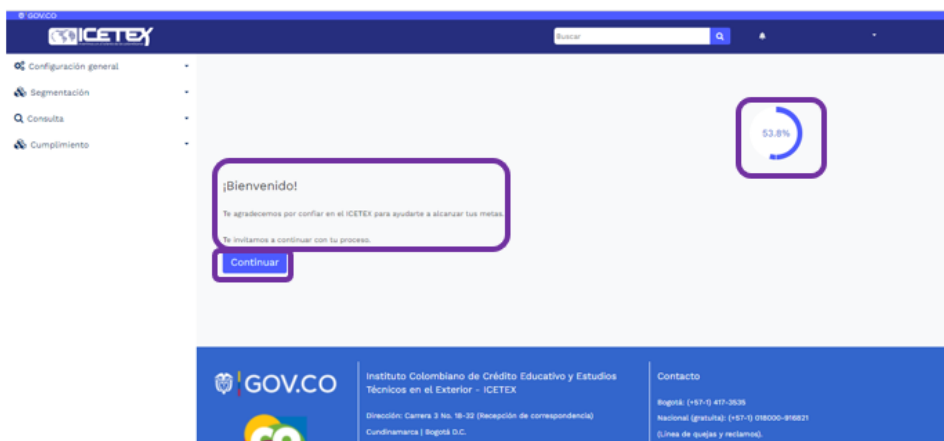 GOV.CO
ICETEX
Buscar
Configuración general
Segmentación
Consulta
Cumplimiento
53.8%
¡Bienvenido!
Te agradecemos por confiar en el ICETEX para ayudarte a alcanzar tus metas.
Te invitamos a continuar con tu proceso.
Continuar
GOV.CO
Instituto Colombiano de Crédito Educativo y Estudios
Técnicos en el Exterior - ICETEX
Dirección: Carrera 3 No. 18-32 (Recepción de correspondencia)
Cundinamarca | Bogotá D.C.
Contacto
Bogotá: (+57-1) 417-3535
Nacional (gratuita): (+57-1) 018000-916821
(Línea de quejas y reclamos).
CO